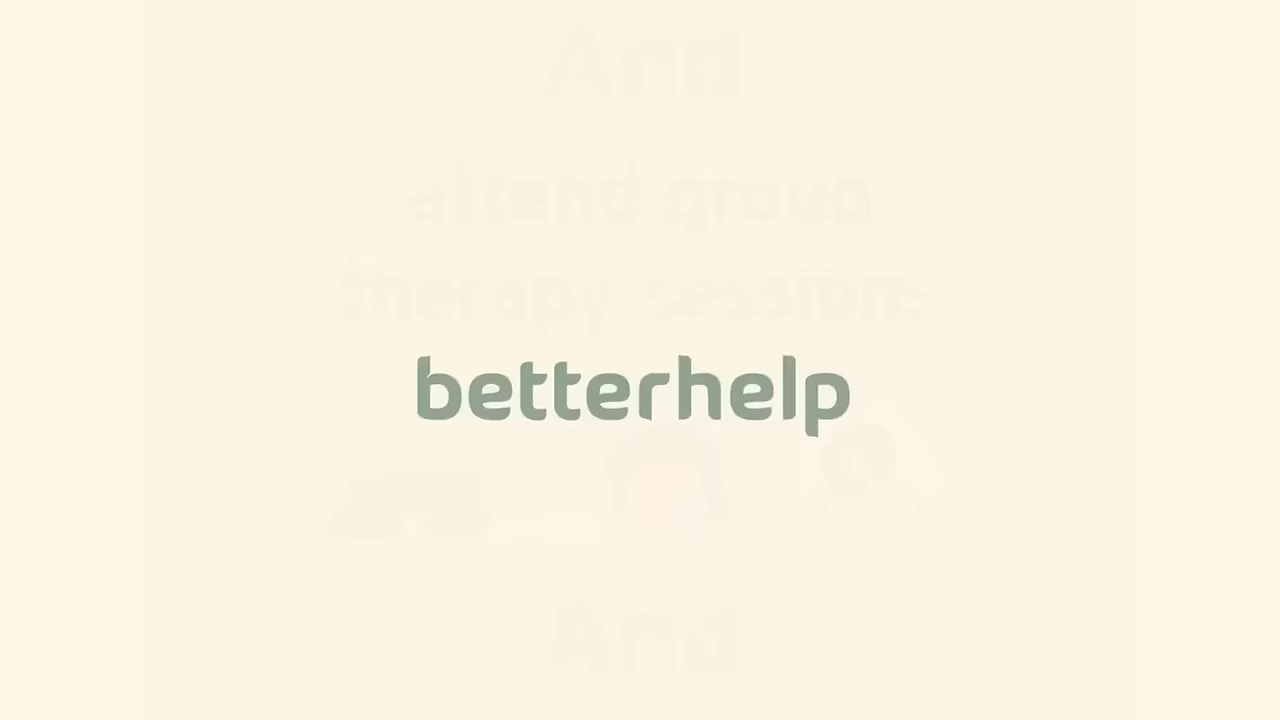 And
attend group
therapy sessions
betterhelp
And